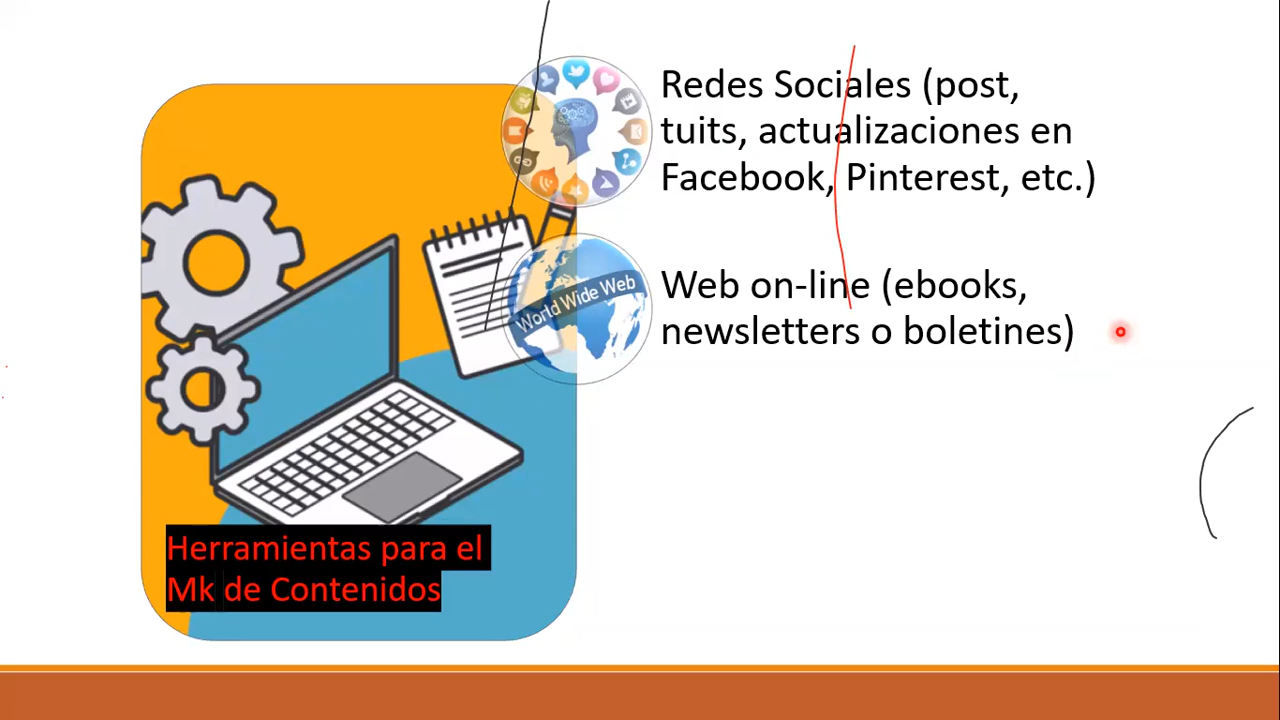 Redes Sociales (post,
tuits, actualizaciones en
Facebook, Pinterest, etc.)
World Wide Web
Web on-line (ebooks,
newsletters o boletines)
Herramientas para el
Mk de Contenidos